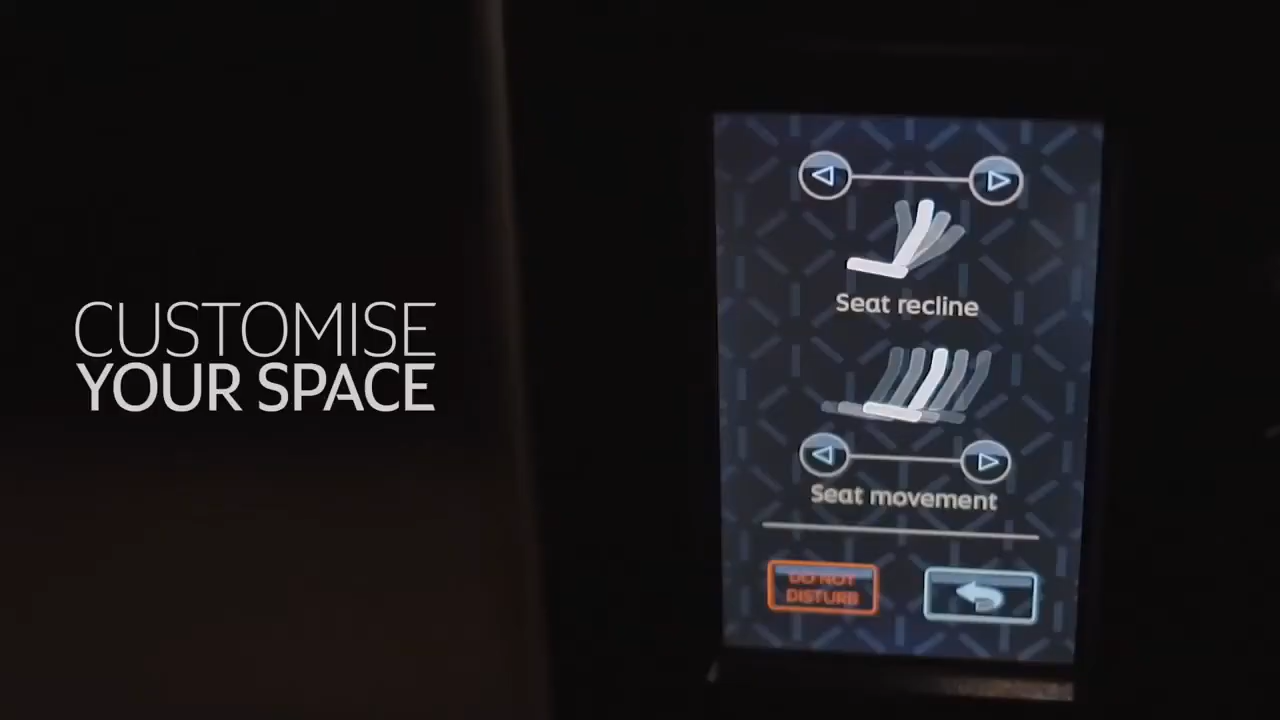 CUSTOMISE
YOUR SPACE
Seat recline
Seat movement
DO NOT
DISTURB